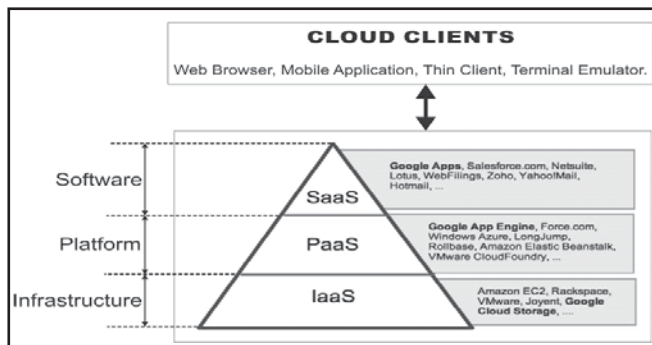 CLOUD CLIENTS
Web Browser, Mobile Application, Thin Client, Terminal Emulator.
Software
SaaS
Google Apps, Salesforce.com, Netsuite,
Lotus, WebFilings, Zoho, Yahoo!Mail,
Hotmail, ...
Platform
PaaS
Google App Engine, Force.com,
Windows Azure, LongJump,
Rollbase, Amazon Elastic Beanstalk,
VMware CloudFoundry, ...
Infrastructure
IaaS
Amazon EC2, Rackspace,
VMware, Joyent, Google
Cloud Storage, ....